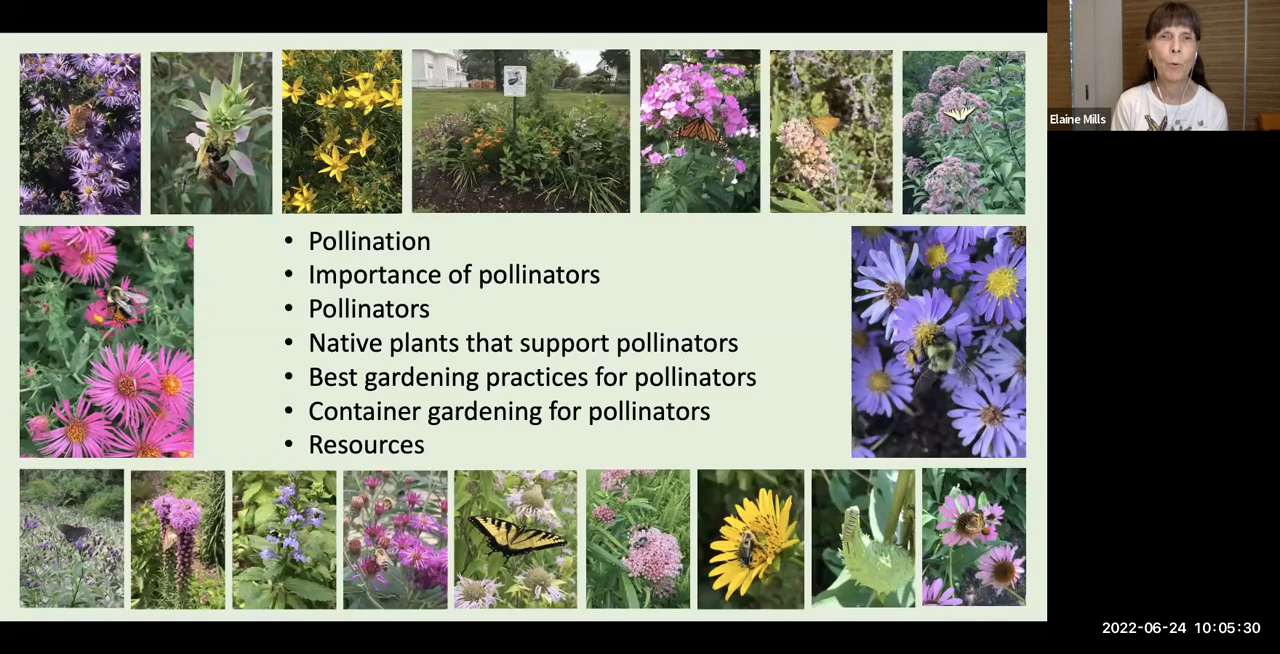 Elaine Mills
• Pollination
• Importance of pollinators
• Pollinators
• Native plants that support pollinators
• Best gardening practices for pollinators
• Container gardening for pollinators
• Resources
2022-06-24 10:05:30